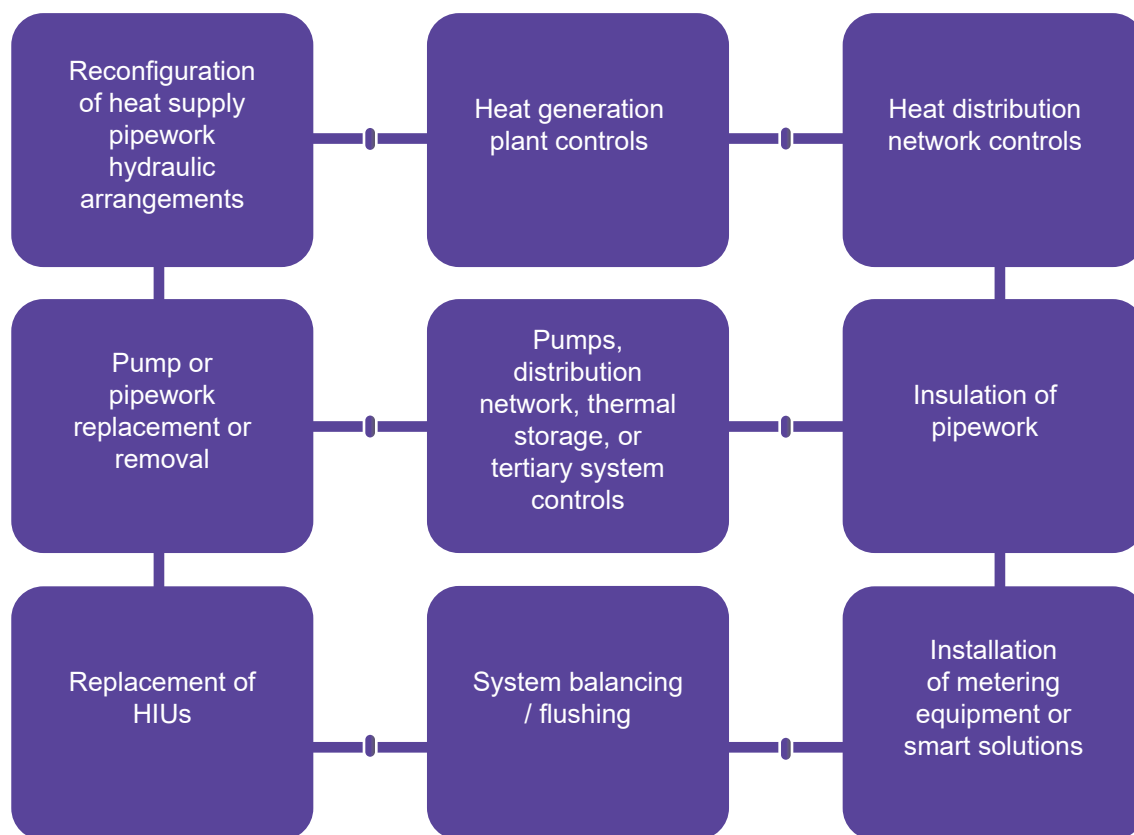 Reconfiguration
of heat supply
pipework
hydraulic
arrangements
Heat generation
plant controls
Heat distribution
network controls
Pump or
pipework
replacement or
removal
Pumps,
distribution
network, thermal
storage, or
tertiary system
controls
Insulation of
pipework
Replacement of
HIUs
System balancing
/ flushing
Installation
of metering
equipment or
smart solutions